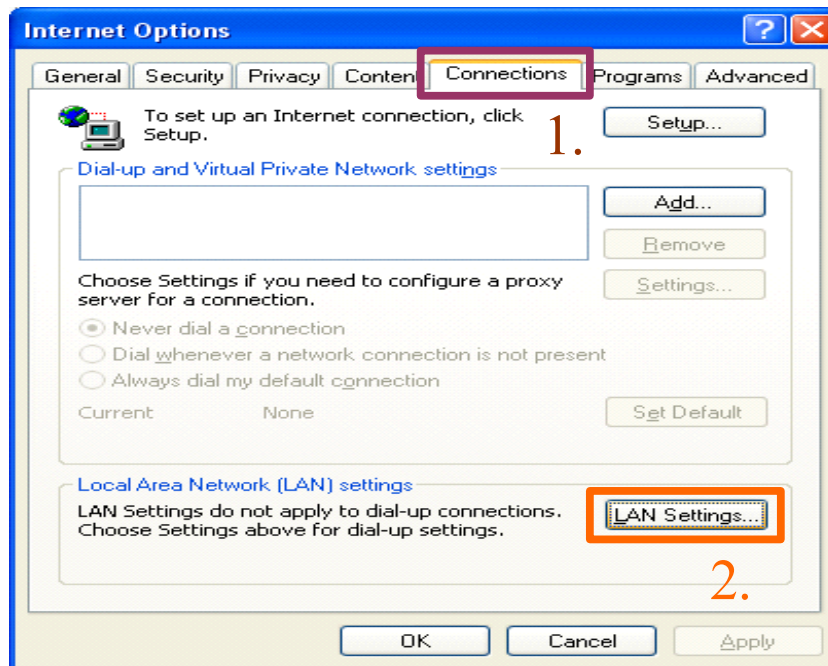 Internet Options
General Security Privacy Content Connections Programs Advanced
To set up an Internet connection, click
Setup.
Setup...
1.
Dial-up and Virtual Private Network settings
Add...
Remove
Choose Settings if you need to configure a proxy
server for a connection.
Settings...
Never dial a connection
Dial whenever a network connection is not present
Always dial my default connection
Current None Set Default
Local Area Network (LAN) settings
LAN Settings do not apply to dial-up connections.
Choose Settings above for dial-up settings.
LAN Settings...
2.
OK Cancel Apply